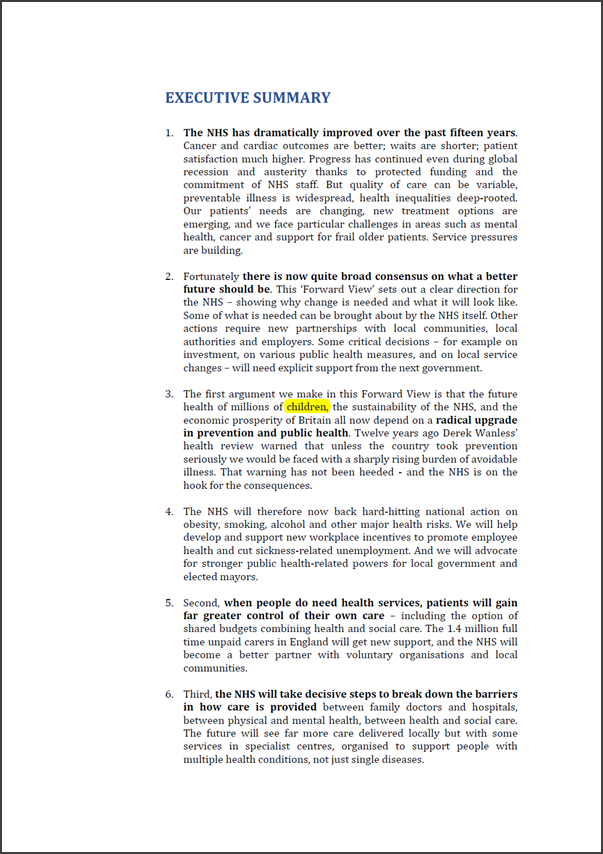 EXECUTIVE SUMMARY
1. The NHS has dramatically improved over the past fifteen years.
Cancer and cardiac outcomes are better; waits are shorter; patient
satisfaction much higher. Progress has continued even during global
recession and austerity thanks to protected funding and the
commitment of NHS staff. But quality of care can be variable,
preventable illness is widespread, health inequalities deep-rooted.
Our patients’ needs are changing, new treatment options are
emerging, and we face particular challenges in areas such as mental
health, cancer and support for frail older patients. Service pressures
are building.
2. Fortunately there is now quite broad consensus on what a better
future should be. This ‘Forward View’ sets out a clear direction for
the NHS – showing why change is needed and what it will look like.
Some of what is needed can be brought about by the NHS itself. Other
actions require new partnerships with local communities, local
authorities and employers. Some critical decisions – for example on
investment, on various public health measures, and on local service
changes – will need explicit support from the next government.
3. The first argument we make in this Forward View is that the future
health of millions of children, the sustainability of the NHS, and the
economic prosperity of Britain all now depend on a radical upgrade
in prevention and public health. Twelve years ago Derek Wanless’
health review warned that unless the country took prevention
seriously we would be faced with a sharply rising burden of avoidable
illness. That warning has not been heeded - and the NHS is on the
hook for the consequences.
4. The NHS will therefore now back hard-hitting national action on
obesity, smoking, alcohol and other major health risks. We will help
develop and support new workplace incentives to promote employee
health and cut sickness-related unemployment. And we will advocate
for stronger public health-related powers for local government and
elected mayors.
5. Second, when people do need health services, patients will gain
far greater control of their own care – including the option of
shared budgets combining health and social care. The 1.4 million full
time unpaid carers in England will get new support, and the NHS will
become a better partner with voluntary organisations and local
communities.
6. Third, the NHS will take decisive steps to break down the barriers
in how care is provided between family doctors and hospitals,
between physical and mental health, between health and social care.
The future will see far more care delivered locally but with some
services in specialist centres, organised to support people with
multiple health conditions, not just single diseases.